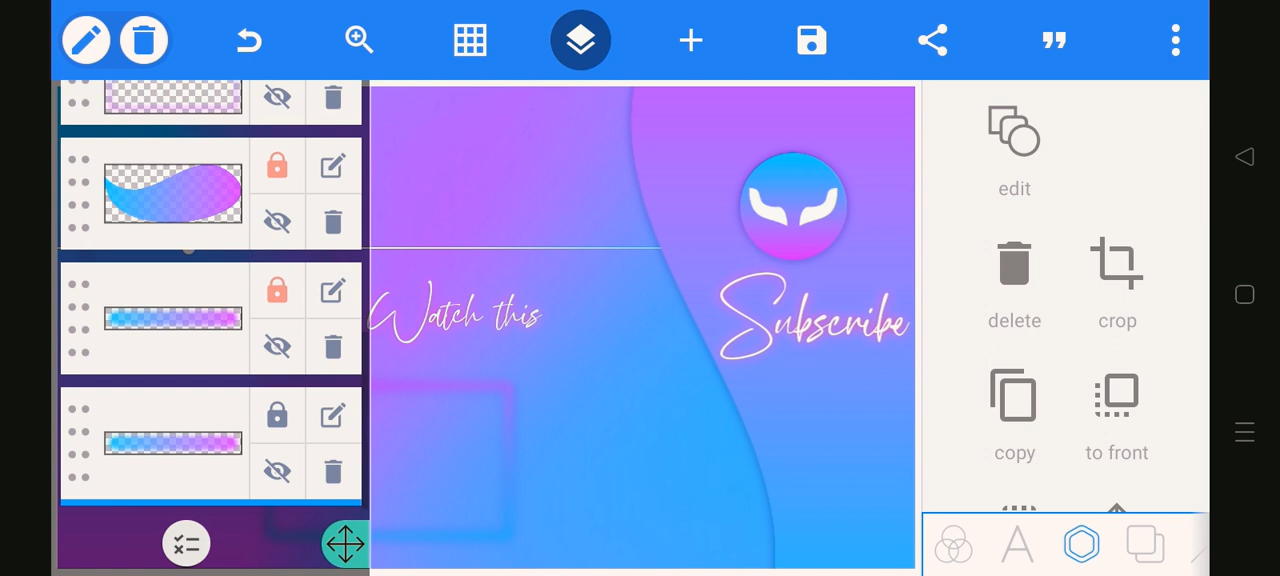 edit
delete
crop
Watch this
Subscribe
copy
to front